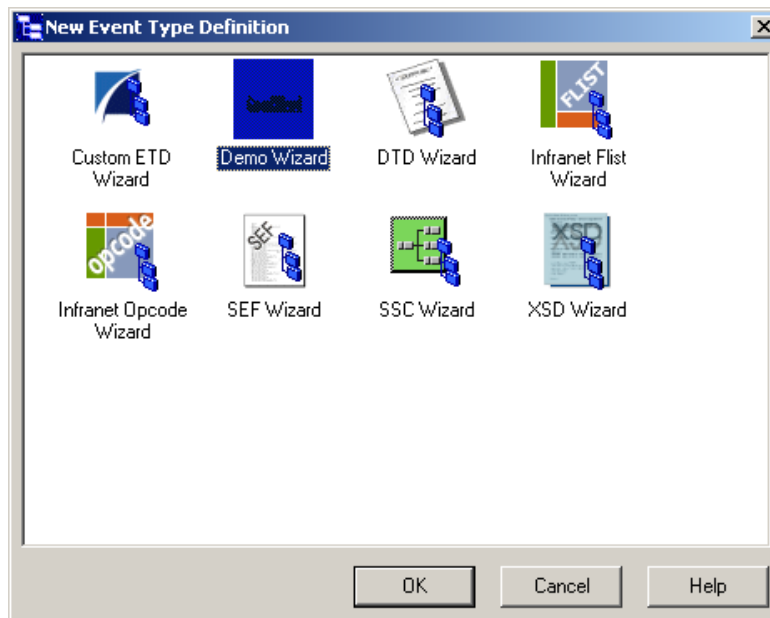 New Event Type Definition
FLIST
Custom ETD
Wizard
Demo Wizard
DTD Wizard
Infranet Flist
Wizard
opcode
SEF
XSD
Infranet Opcode
Wizard
SEF Wizard
SSC Wizard
XSD Wizard
OK
Cancel
Help